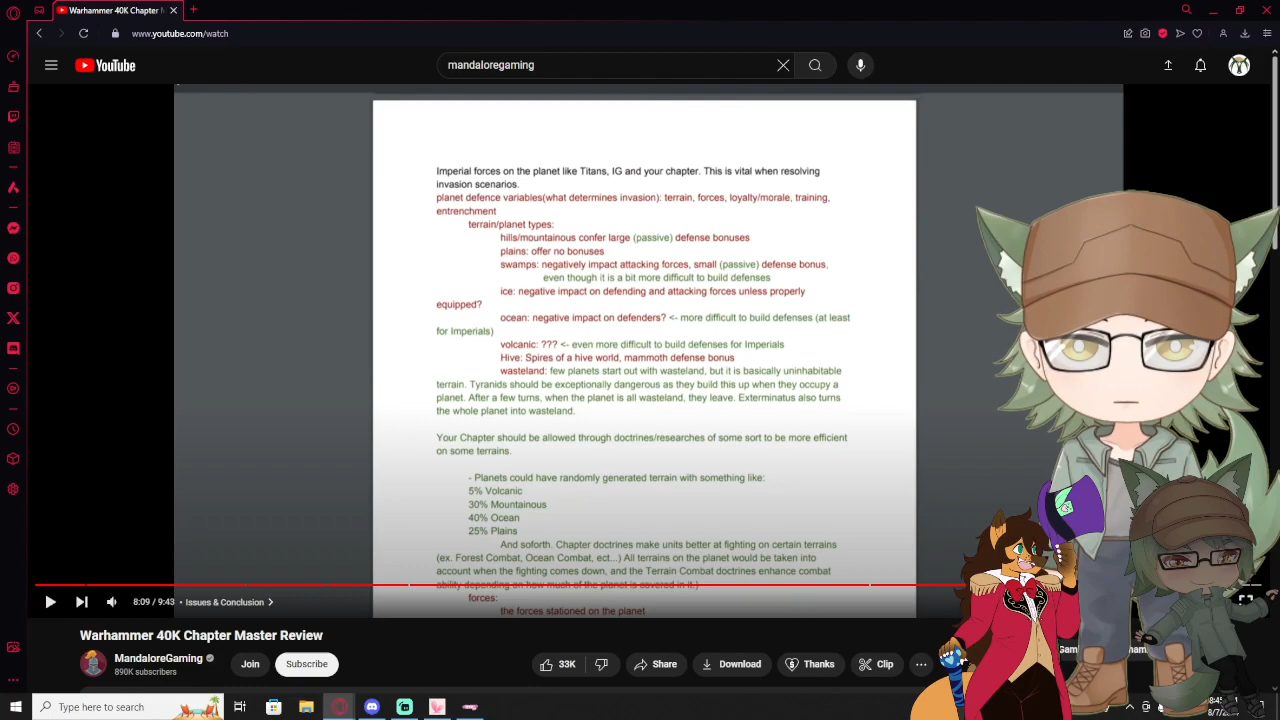 Warhammer 40K Chapter
www.youtube.com/watch
YouTube
mandaloregaming
Imperial forces on the planet like Titans, IG and your chapter. This is vital when resolving
invasion scenarios.
planet defence variables(what determines invasion): terrain, forces, loyalty/morale, training,
entrenchment
terrain/planet types:
hills/mountainous confer large (passive) defense bonuses
plains: offer no bonuses
swamps: negatively impact attacking forces, small (passive) defense bonus,
even though it is a bit more difficult to build defenses
ice: negative impact on defending and attacking forces unless properly
equipped?
ocean: negative impact on defenders? <- more difficult to build defenses (at least
for Imperials)
volcanic: ??? <- even more difficult to build defenses for Imperials
Hive: Spires of a hive world, mammoth defense bonus
wasteland: few planets start out with wasteland, but it is basically uninhabitable
terrain. Tyranids should be exceptionally dangerous as they build this up when they occupy a
planet. After a few turns, when the planet is all wasteland, they leave. Exterminatus also turns
the whole planet into wasteland.
Your Chapter should be allowed through doctrines/researches of some sort to be more efficient
on some terrains.
- Planets could have randomly generated terrain with something like:
5% Volcanic
30% Mountainous
40% Ocean
25% Plains
And soforth. Chapter doctrines make units better at fighting on certain terrains
(ex. Forest Combat, Ocean Combat, ect...) All terrains on the planet would be taken into
account when the fighting comes down, and the Terrain Combat doctrines enhance combat
ability depending on how much of the planet is covered in it.)
forces:
the forces stationed on the planet
8:09 / 9:43 • Issues & Conclusion
Warhammer 40K Chapter Master Review
MandaloreGaming
890K subscribers
Join
Subscribe
33K
Share
Download
Thanks
Clip
Type here to search